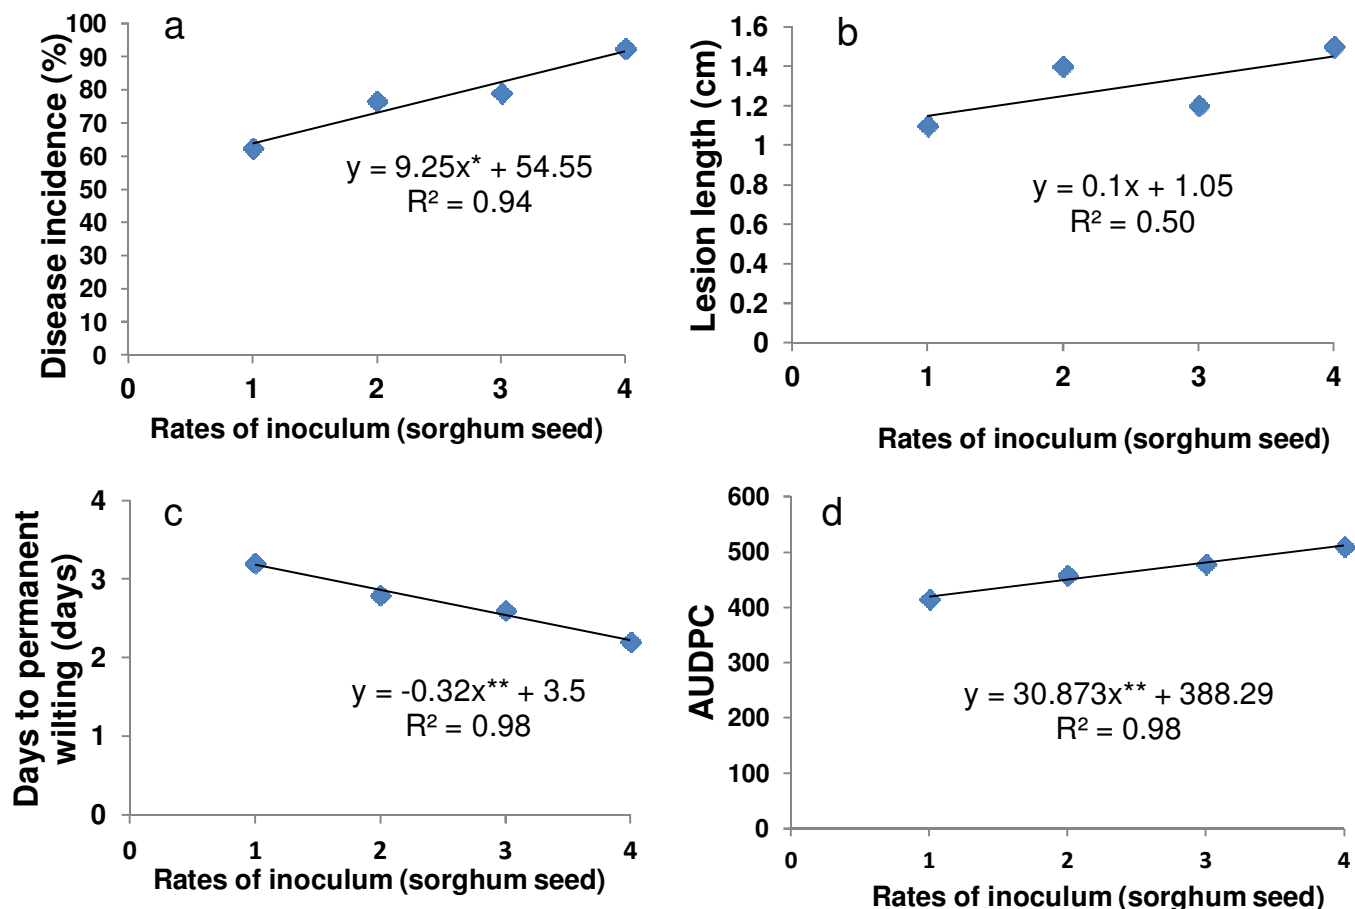 a
Disease incidence (%)
100
90
80
70
60
50
40
30
20
10
0
y = 9.25x* + 54.55
R² = 0.94
0 1 2 3 4
Rates of inoculum (sorghum seed)
b
Lesion length (cm)
1.6
1.4
1.2
1
0.8
0.6
0.4
0.2
0
y = 0.1x + 1.05
R² = 0.50
0 1 2 3 4
Rates of inoculum (sorghum seed)
c
Days to permanent
wilting (days)
4
3
2
1
0
y = -0.32x** + 3.5
R² = 0.98
0 1 2 3 4
Rates of inoculum (sorghum seed)
d
AUDPC
600
500
400
300
200
100
0
y = 30.873x** + 388.29
R² = 0.98
0 1 2 3 4
Rates of inoculum (sorghum seed)